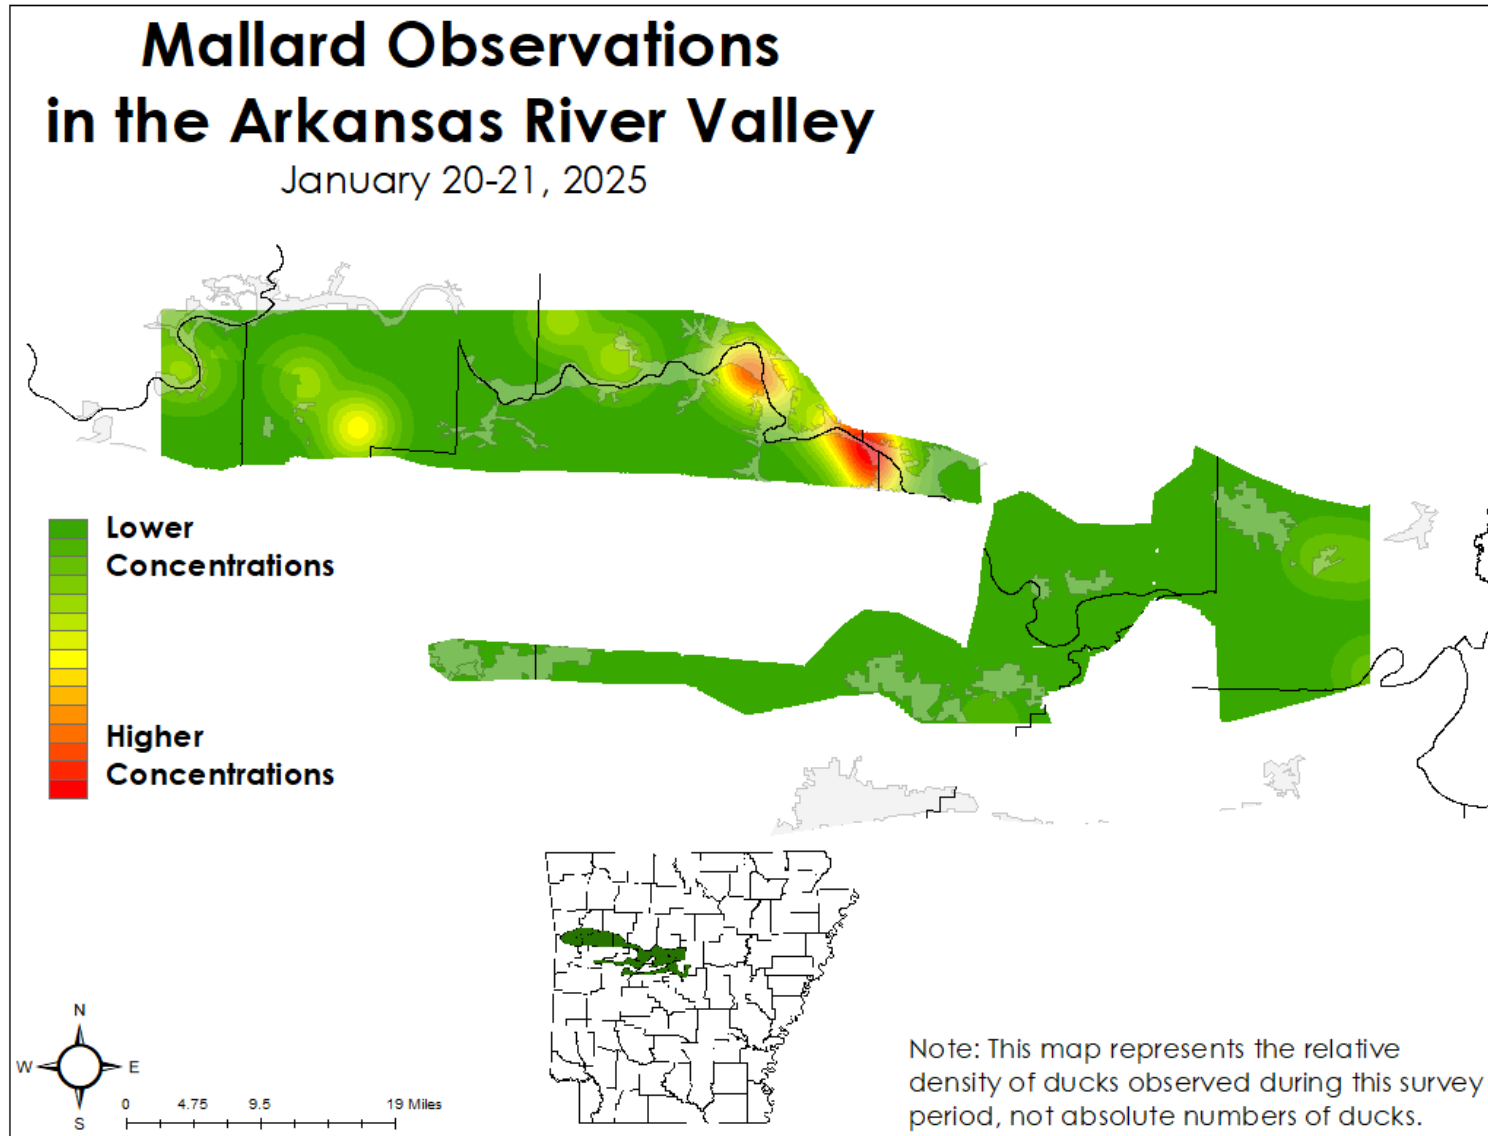 Mallard Observations
in the Arkansas River Valley
January 20-21, 2025
Lower
Concentrations
Higher
Concentrations
N
W
E
S
0 4.75 9.5 19 Miles
Note: This map represents the relative
density of ducks observed during this survey
period, not absolute numbers of ducks.